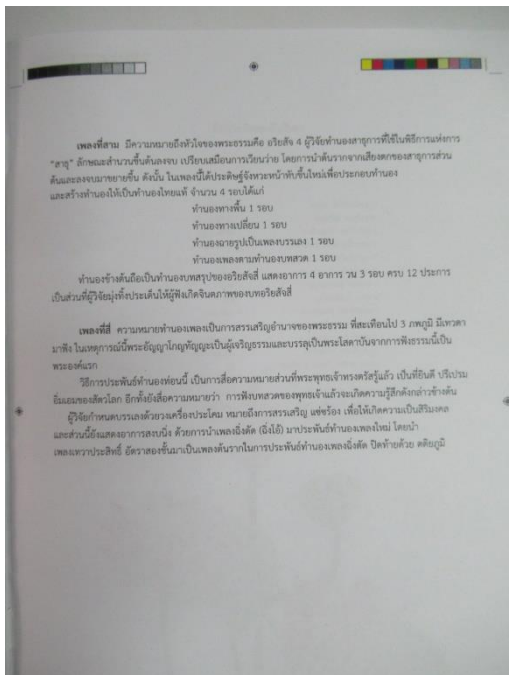 เพลงที่สาม มีความหมายถึงหัวใจของพระธรรมคือ อริยสัจ 4 ผู้วิจัยทำนองสาธุการที่ใช้ในพิธีการแห่งการ
"สาธุ" ลักษณะสำนวนขึ้นต้นลงจบ เปรียบเสมือนการเวียนว่าย โดยการนำต้นรากจากเสียงตกของสาธุการส่วน
ต้นและลงจบมาขยายขึ้น ดังนั้น ในเพลงนี้ได้ประดิษฐ์จังหวะหน้าทับขึ้นใหม่เพื่อประกอบทำนอง
และสร้างทำนองให้เป็นทำนองไทยแท้ จำนวน 4 รอบได้แก่
ทำนองทางพื้น 1 รอบ
ทำนองทางเปลี่ยน 1 รอบ
ทำนองฉายรูปเป็นเพลงบรรเลง 1 รอบ
ทำนองเพลงตามทำนองบทสวด 1 รอบ
ทำนองข้างต้นถือเป็นทำนองบทสรุปของอริยสัจสี่ แสดงอาการ 4 อาการ วน 3 รอบ ครบ 12 ประการ
เป็นส่วนที่ผู้วิจัยมุ่งทิ้งประเด็นให้ผู้ฟังเกิดจินตภาพของบทอริยสัจสี่
เพลงที่สี่ ความหมายทำนองเพลงเป็นการสรรเสริญอำนาจของพระธรรม ที่สะเทือนไป 3 ภพภูมิ มีเทวดา
มาฟัง ในเหตุการณ์นี้พระอัญญาโกญทัญญะเป็นผู้เจริญธรรมและบรรลุเป็นพระโสดาบันจากการฟังธรรมนี้เป็น
พระองค์แรก
วิธีการประพันธ์ทำนองท่อนนี้ เป็นการสื่อความหมายส่วนที่พระพุทธเจ้าทรงตรัสรู้แล้ว เป็นที่ยินดี ปรีเปรม
อิ่มเอมของสัตว์โลก อีกทั้งยังสื่อความหมายว่า การฟังบทสวดของพุทธเจ้าแล้วจะเกิดความรู้สึกดังกล่าวข้างต้น
ผู้วิจัยกำหนดบรรเลงด้วยวงเครื่องประโคม หมายถึงการสรรเสริญ แซ่ซร้อง เพื่อให้เกิดความเป็นสิริมงคล
และส่วนนี้ยังแสดงอาการสงบนิ่ง ด้วยการนำเพลงฉิ่งตัด (ฉิ่งโอ้) มาประพันธ์ทำนองเพลงใหม่ โดยนำ
เพลงเทวาประสิทธิ์ อัตราสองชั้นมาเป็นเพลงต้นรากในการประพันธ์ทำนองเพลงฉิ่งตัด ปิดท้ายด้วย ตติยภูมิ